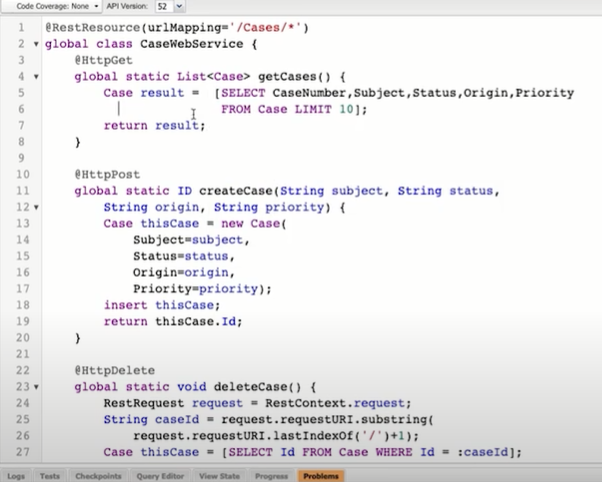 Code Coverage: None API Version: 52
1 @RestResource(urlMapping='/Cases/*')
2 global class CaseWebService {
3 @HttpGet
4 global static List<Case> getCases() {
5 Case result = [SELECT CaseNumber,Subject,Status,Origin,Priority
6 FROM Case LIMIT 10];
7 return result;
8 }
9
10 @HttpPost
11 global static ID createCase(String subject, String status,
12 String origin, String priority) {
13 Case thisCase = new Case(
14 Subject=subject,
15 Status=status,
16 Origin=origin,
17 Priority=priority);
18 insert thisCase;
19 return thisCase.Id;
20 }
21
22 @HttpDelete
23 global static void deleteCase() {
24 RestRequest request = RestContext.request;
25 String caseId = request.requestURI.substring(
26 request.requestURI.lastIndexOf('/')+1);
27 Case thisCase = [SELECT Id FROM Case WHERE Id = :caseId];
Logs Tests Checkpoints Query Editor View State Progress Problems